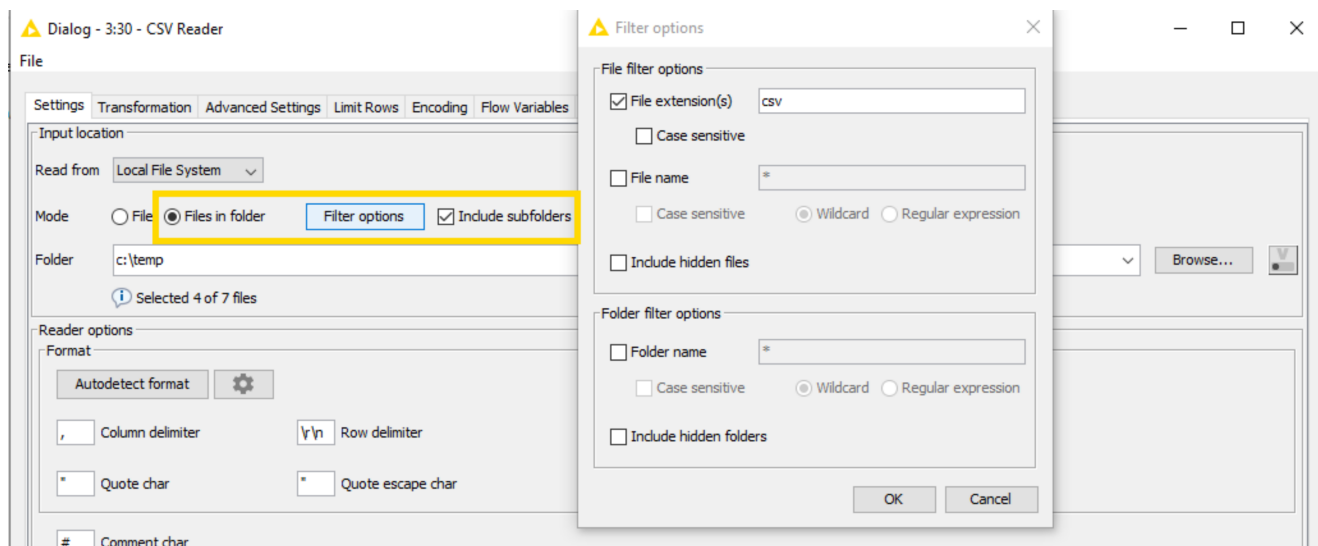 Dialog - 3:30 - CSV Reader
File
Settings Transformation Advanced Settings Limit Rows Encoding Flow Variables
Input location
Read from Local File System
Mode File Files in folder Filter options Include subfolders
Folder c:\temp Browse...
V
Selected 4 of 7 files
Reader options
Format
Autodetect format
, Column delimiter \r\n Row delimiter
" Quote char " Quote escape char
# Comment char
Filter options
File filter options
File extension(s) csv
Case sensitive
File name *
Case sensitive Wildcard Regular expression
Include hidden files
Folder filter options
Folder name *
Case sensitive Wildcard Regular expression
Include hidden folders
OK Cancel